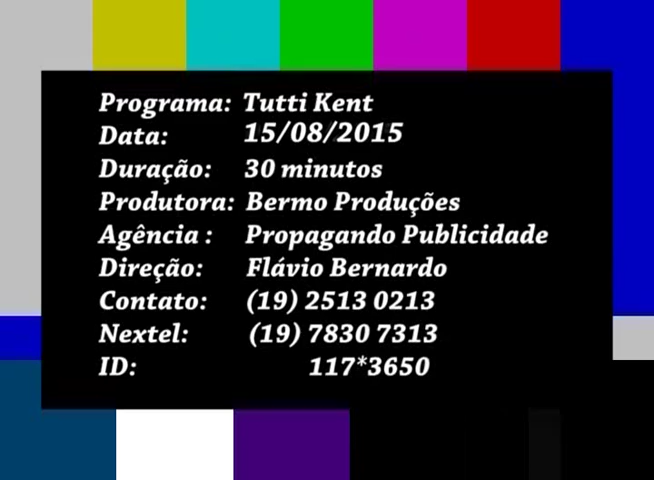 Programa: Tutti Kent
Data: 15/08/2015
Duração: 30 minutos
Produtora: Bermo Produções
Agência : Propagando Publicidade
Direção: Flávio Bernardo
Contato: (19) 2513 0213
Nextel: (19) 7830 7313
ID: 117*3650